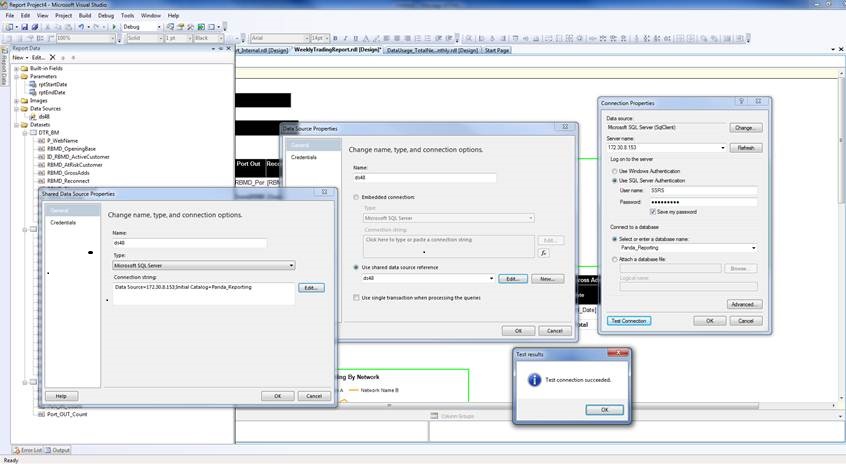 Report Project4 - Microsoft Visual Studio
File Edit View Project Build Debug Tools Window Help
Debug
100% Solid 1 pt Black Arial 14pt
Report Data
New Edit...
Built-in Fields
Parameters
rptStartDate
rptEndDate
Images
Data Sources
ds48
Datasets
DTR_BM
P_WebName
RBMD_OpeningBase
ID_RBMD_ActiveCustomer
RBMD_AtRiskCustomer
RBMD_GrossAdds
RBMD_Reconnect
Port_OUT_Count
Report Data
t_Internal.rdl [Design] WeeklyTradingReport.rdl [Design]* DataUsage_TotalNe...nthly.rdl [Design] Start Page
Port Out
[RBMD_Por
Shared Data Source Properties
General
Credentials
Change name, type, and connection options.
Name:
ds48
Type:
Microsoft SQL Server
Connection string:
Data Source=172.30.8.153;Initial Catalog=Panda_Reporting
Edit...
Help OK Cancel
Data Source Properties
General
Credentials
Change name, type, and connection options.
Name:
ds48
Embedded connection:
Type:
Microsoft SQL Server
Connection string:
Click here to type or paste a connection string
Edit...
fx
Use shared data source reference
ds48 Edit... New...
Use single transaction when processing the queries
OK Cancel
Connection Properties
Data source:
Microsoft SQL Server (SqlClient) Change...
Server name:
172.30.8.153 Refresh
Log on to the server
Use Windows Authentication
Use SQL Server Authentication
User name: SSRS
Password:
Save my password
Connect to a database
Select or enter a database name:
Panda_Reporting
Attach a database file:
Browse...
Logical name:
Advanced...
Test Connection OK Cancel
ross Ad
_Date]
otal
Test results
Test connection succeeded.
OK
ing By Network
Network Name B
Column Groups
Error List Output
Ready